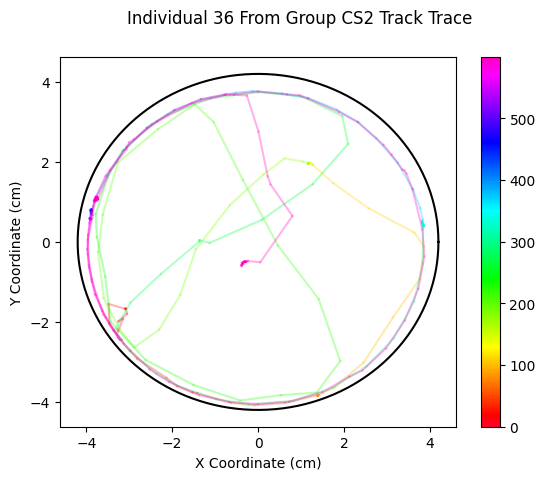 Individual 36 From Group CS2 Track Trace
Y Coordinate (cm)
4
2
0
−2
−4
−4 −2 0 2 4
X Coordinate (cm)
500
400
300
200
100
0